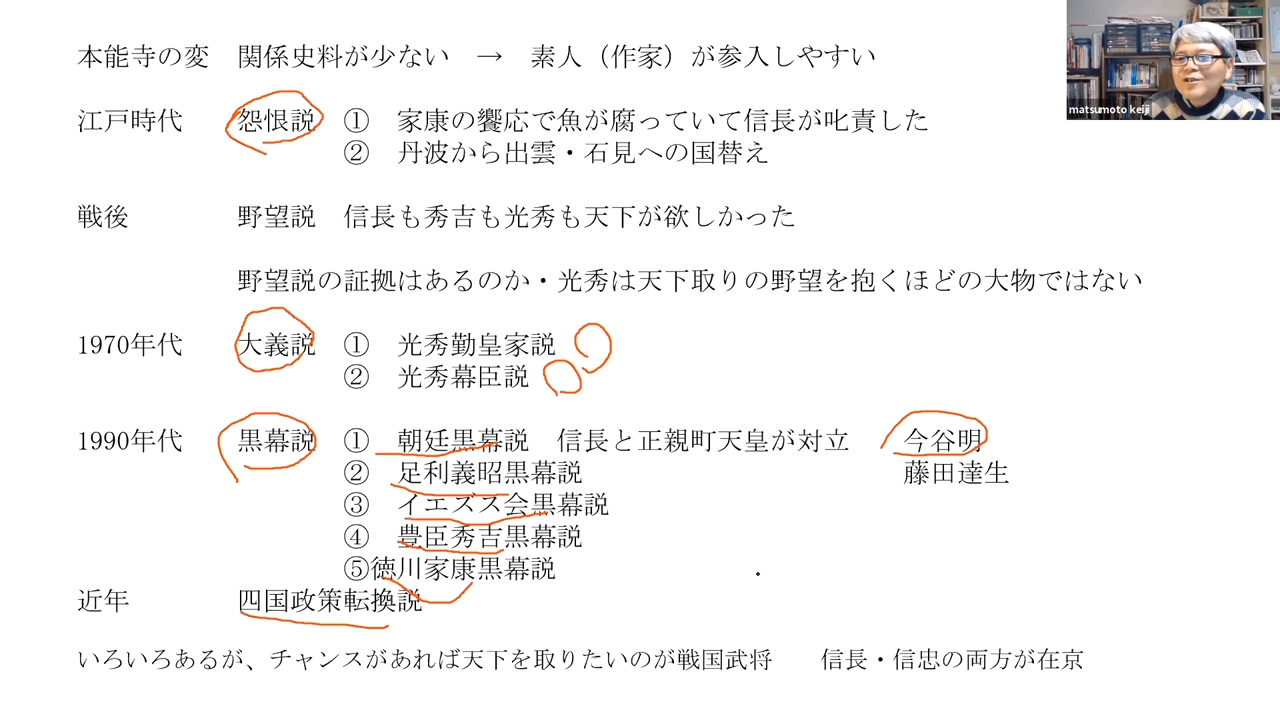 本能寺の変　関係史料が少ない　→　素人（作家）が参入しやすい
matsumoto keiji
江戸時代　怨恨説　①　家康の饗応で魚が腐っていて信長が叱責した
②　丹波から出雲・石見への国替え
戦後　野望説　信長も秀吉も光秀も天下が欲しかった
野望説の証拠はあるのか・光秀は天下取りの野望を抱くほどの大物ではない
1970年代　大義説　①　光秀勤皇家説
②　光秀幕臣説
1990年代　黒幕説　①　朝廷黒幕説　信長と正親町天皇が対立　今谷明
②　足利義昭黒幕説　藤田達生
③　イエズス会黒幕説
④　豊臣秀吉黒幕説
⑤徳川家康黒幕説
近年　四国政策転換説
いろいろあるが、チャンスがあれば天下を取りたいのが戦国武将　信長・信忠の両方が在京